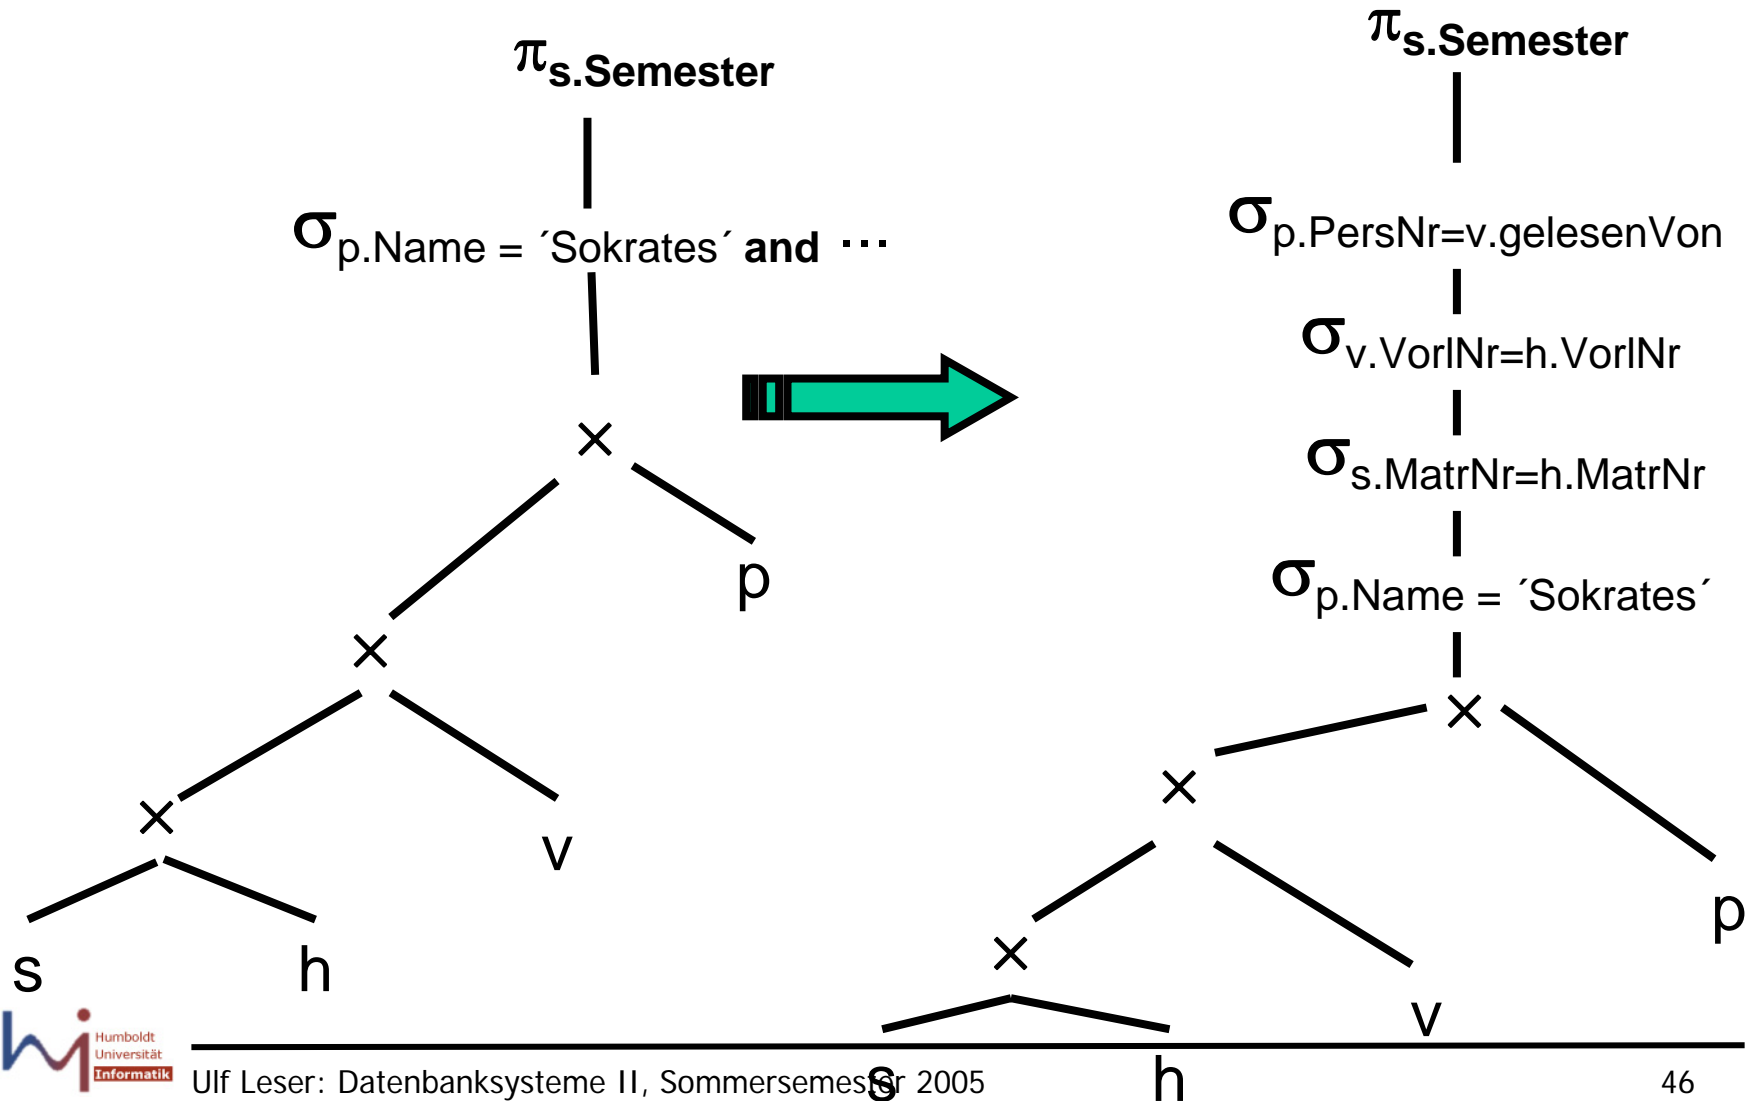 πs.Semester
σp.Name = ´Sokrates´ and ...
×
p
×
×
v
s
h
πs.Semester
σp.PersNr=v.gelesenVon
σv.VorlNr=h.VorlNr
σs.MatrNr=h.MatrNr
σp.Name = ´Sokrates´
×
×
p
×
v
s
h
Humboldt
Universität
Informatik
Ulf Leser: Datenbanksysteme II, Sommersemester 2005
46